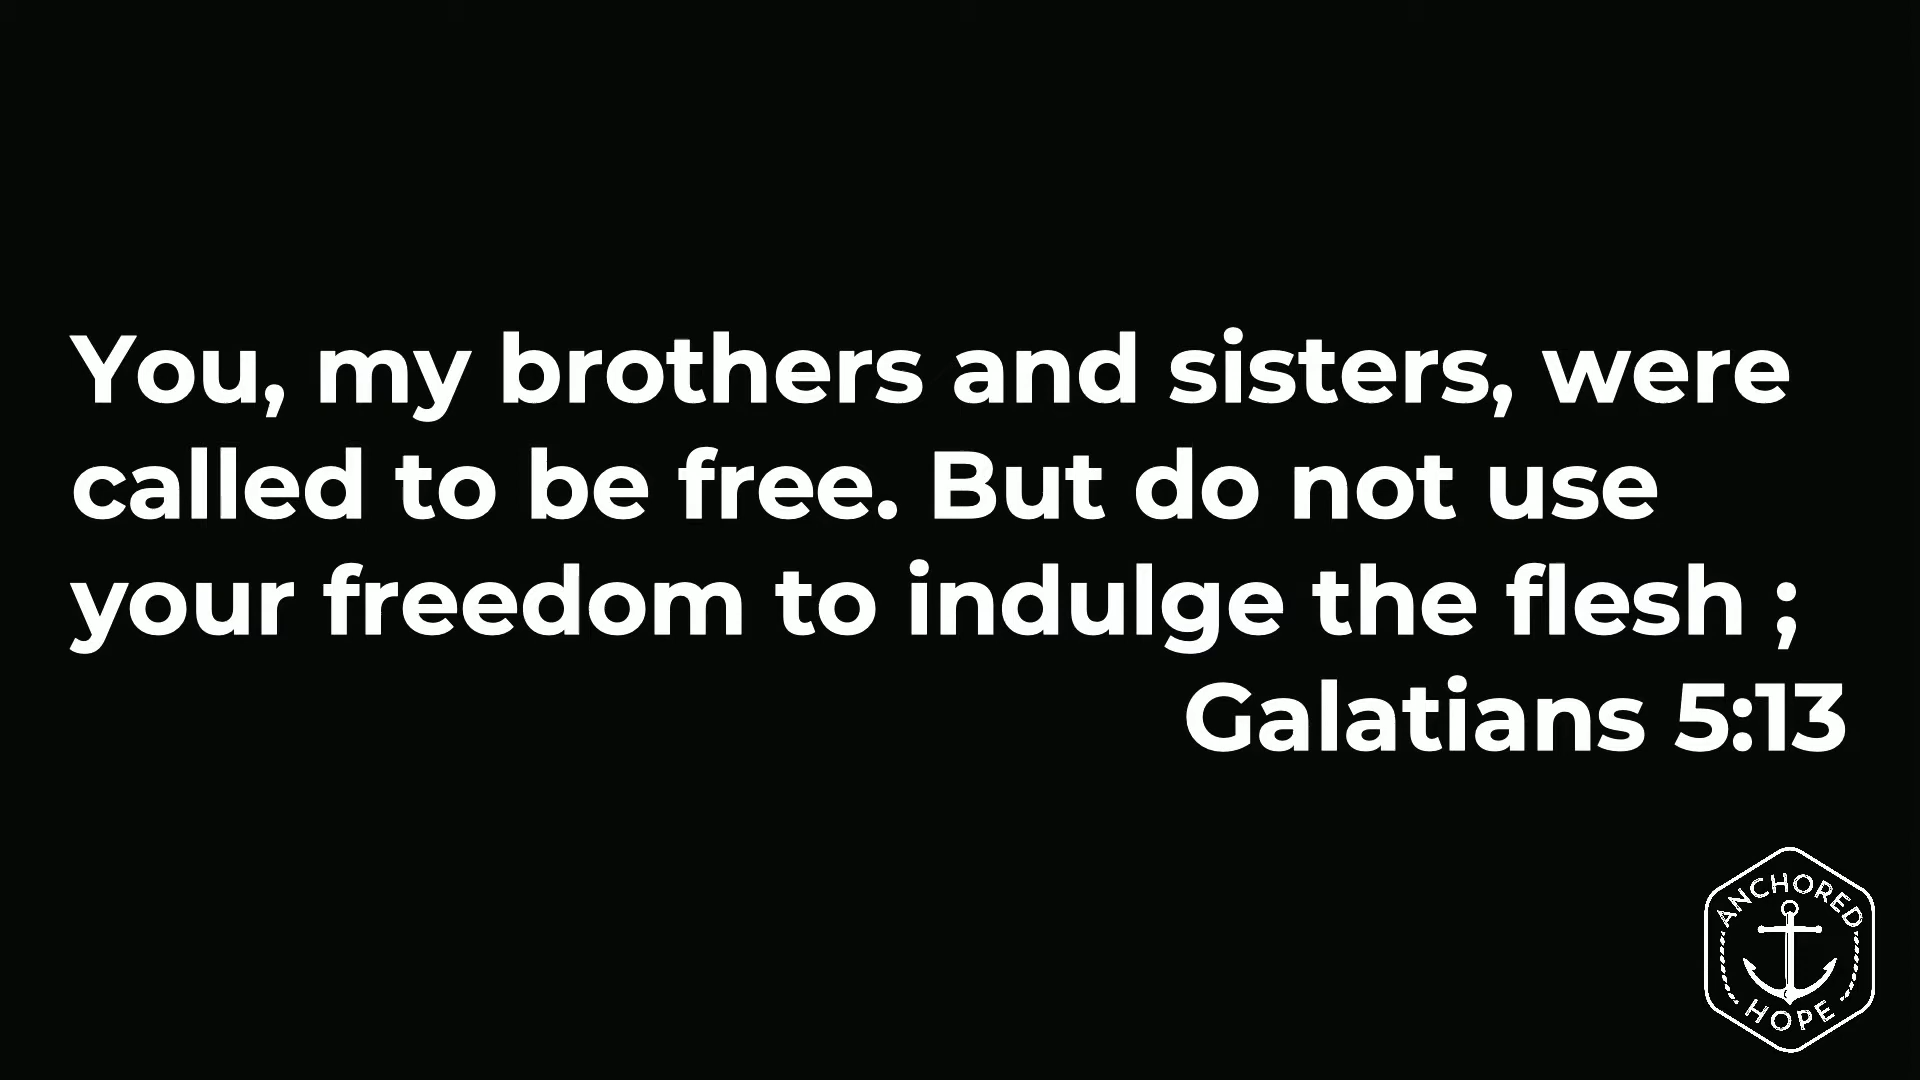 You, my brothers and sisters, were
called to be free. But do not use
your freedom to indulge the flesh ;
Galatians 5:13
ANCHORED
HOPE